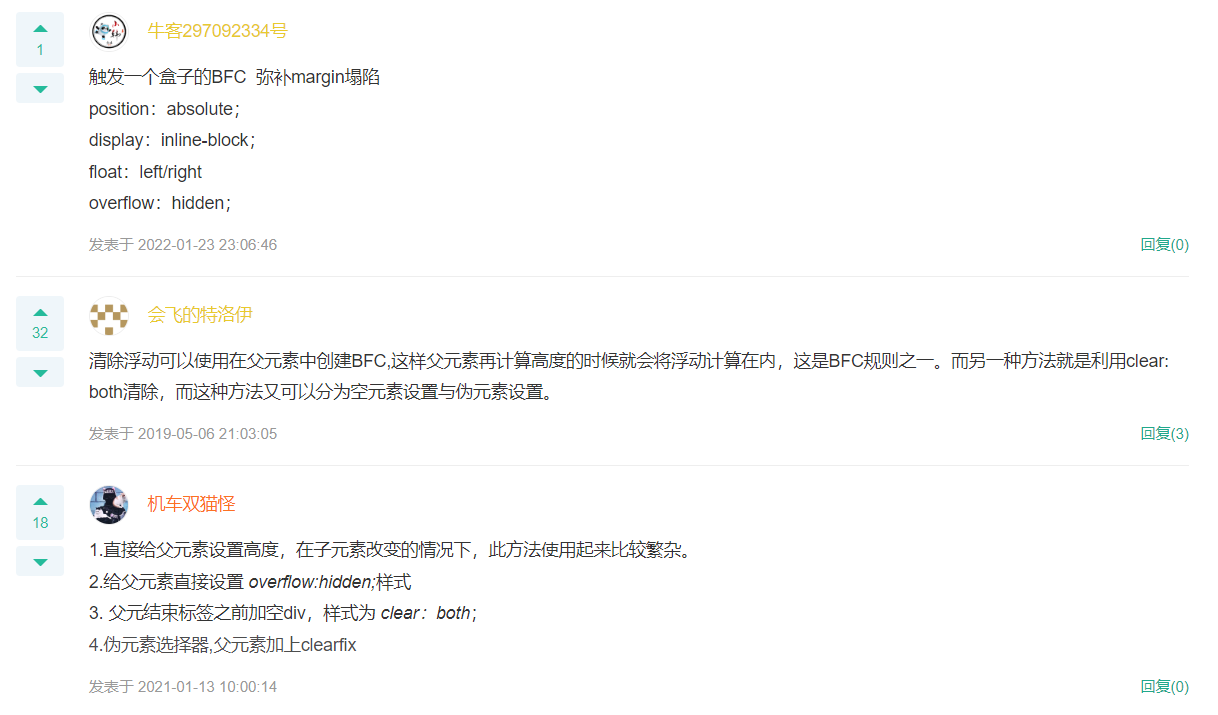 1
牛客297092334号
触发一个盒子的BFC  弥补margin塌陷
position：absolute；
display：inline-block；
float：left/right
overflow：hidden；
发表于 2022-01-23 23:06:46
回复(0)
32
会飞的特洛伊
清除浮动可以使用在父元素中创建BFC,这样父元素再计算高度的时候就会将浮动计算在内，这是BFC规则之一。而另一种方法就是利用clear:
both清除，而这种方法又可以分为空元素设置与伪元素设置。
发表于 2019-05-06 21:03:05
回复(3)
18
机车双猫怪
1.直接给父元素设置高度，在子元素改变的情况下，此方法使用起来比较繁杂。
2.给父元素直接设置 overflow:hidden;样式
3. 父元结束标签之前加空div，样式为 clear：both；
4.伪元素选择器,父元素加上clearfix
发表于 2021-01-13 10:00:14
回复(0)